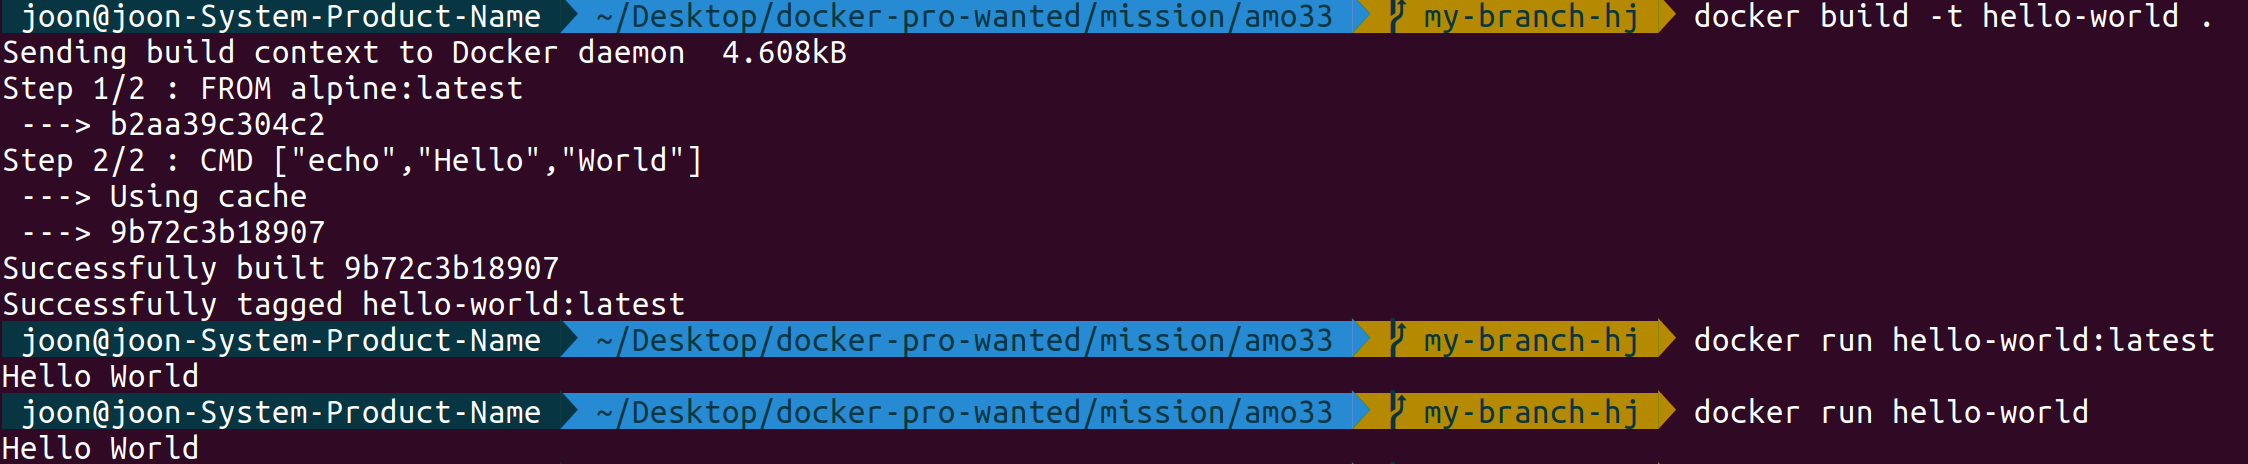 joon@joon-System-Product-Name ~/Desktop/docker-pro-wanted/mission/amo33 my-branch-hj docker build -t hello-world .
Sending build context to Docker daemon  4.608kB
Step 1/2 : FROM alpine:latest
 ---> b2aa39c304c2
Step 2/2 : CMD ["echo","Hello","World"]
 ---> Using cache
 ---> 9b72c3b18907
Successfully built 9b72c3b18907
Successfully tagged hello-world:latest
joon@joon-System-Product-Name ~/Desktop/docker-pro-wanted/mission/amo33 my-branch-hj docker run hello-world:latest
Hello World
joon@joon-System-Product-Name ~/Desktop/docker-pro-wanted/mission/amo33 my-branch-hj docker run hello-world
Hello World